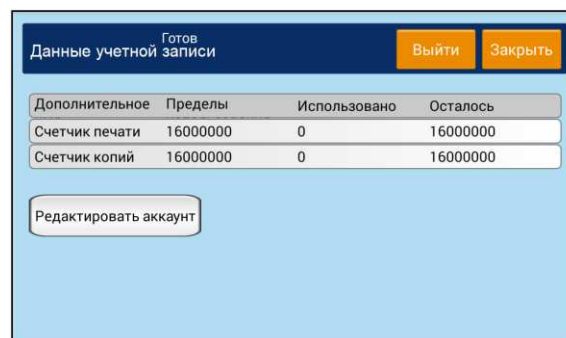 Готов
Данные учетной записи
Выйти
Закрыть
Дополнительное Пределы Использовано Осталось
Счетчик печати 16000000 0 16000000
Счетчик копий 16000000 0 16000000
Редактировать аккаунт